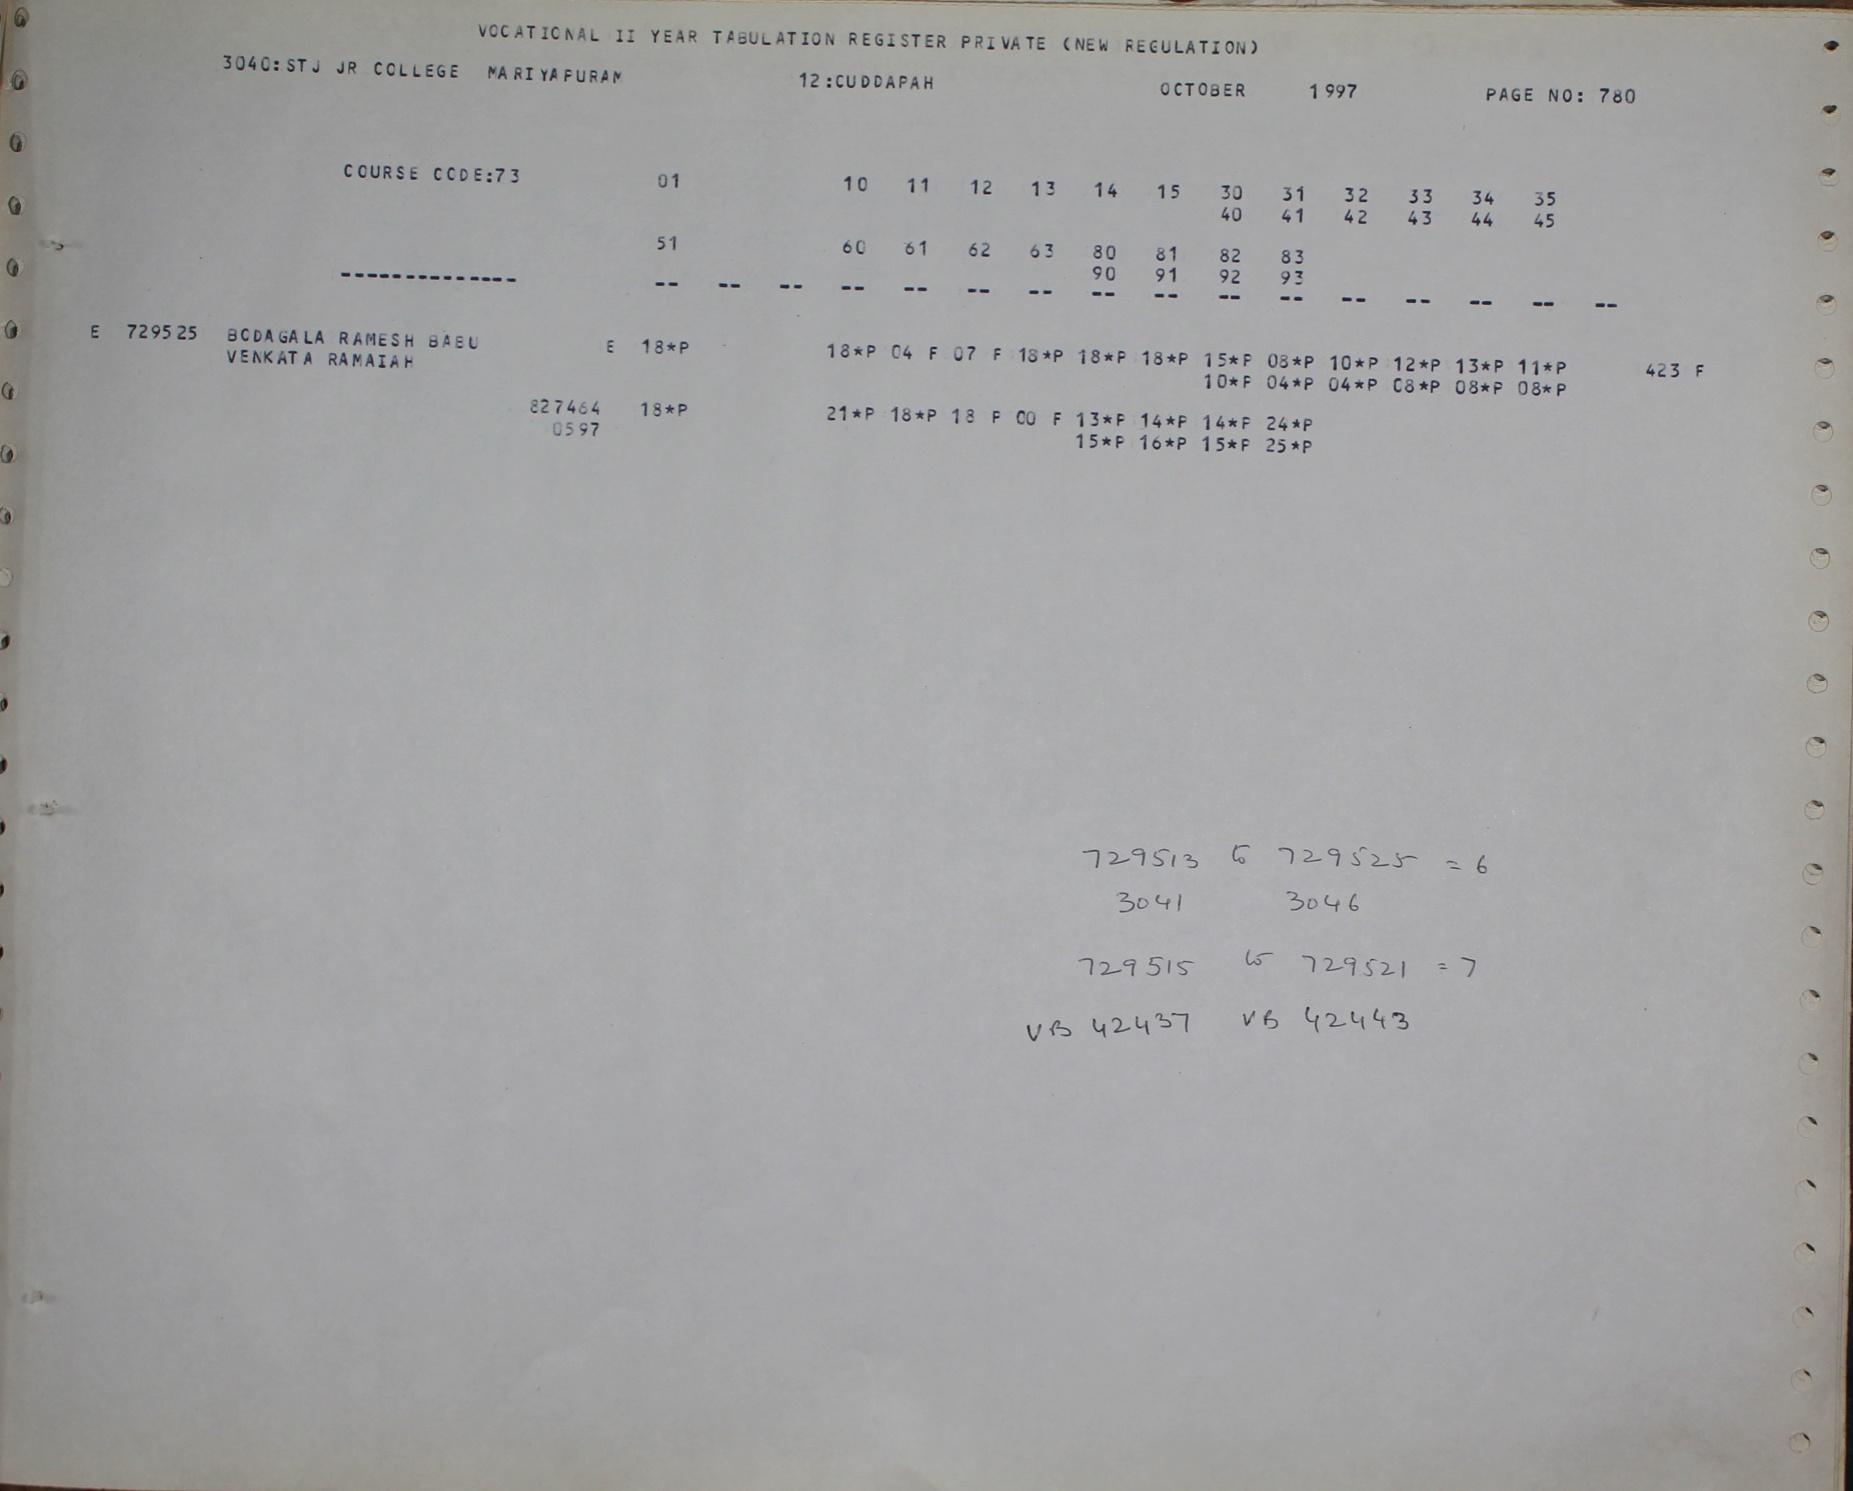 VOCATIONAL II YEAR TABULATION REGISTER PRIVATE (NEW REGULATION)
3040:STJ JR COLLEGE MARIYAPURAM 12:CUDDAPAH OCTOBER 1997 PAGE NO: 780
COURSE CODE:73 01 10 11 12 13 14 15 30 31 32 33 34 35
40 41 42 43 44 45
51 60 61 62 63 80 81 82 83
90 91 92 93
-------------- -- -- -- -- -- -- -- -- -- -- -- -- -- -- -- --
E 729525 BODAGALA RAMESH BABU E 18*P 18*P 04 F 07 F 18*P 18*P 18*P 15*P 08*P 10*P 12*P 13*P 11*P 423 F
VENKATA RAMAIAH 10*P 04*P 04*P 08*P 08*P 08*P
827464 18*P 21*P 18*P 18 P 00 F 13*P 14*P 14*P 24*P
0597 15*P 16*P 15*P 25*P
729513 to 729525 = 6
3041 3046
729515 to 729521 = 7
VB 42437 VB 42443